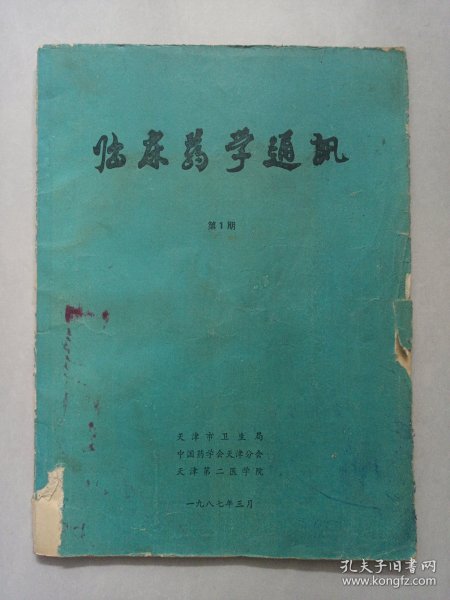 临床药学通訊
第1期
天津市卫生局
中国药学会天津分会
天津第二医学院
一九八七年三月
孔夫子旧书网
www.kongfz.com